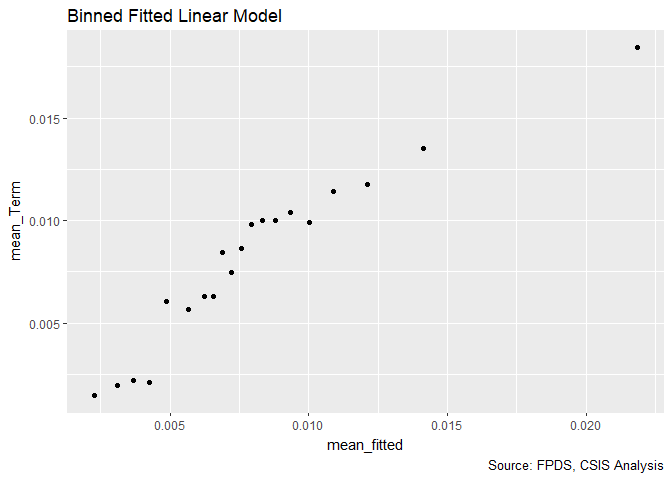 Binned Fitted Linear Model
mean_Term
0.015
0.010
0.005
0.005
0.010
0.015
0.020
mean_fitted
Source: FPDS, CSIS Analysis